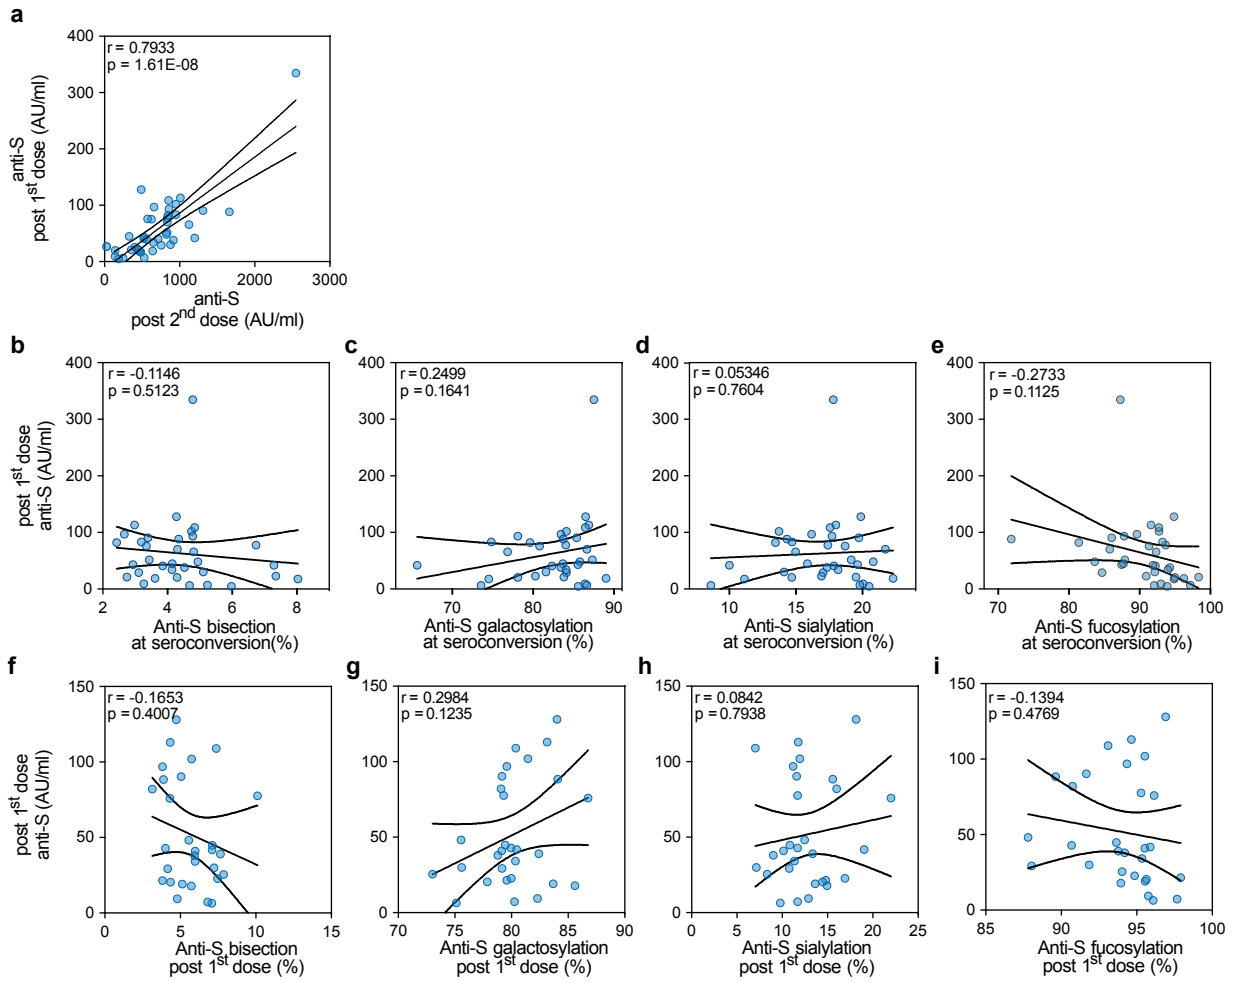 a
400
300
200
100
0
r = 0.7933
p = 1.61E-08
anti-S
post 1st dose (AU/ml)
0 1000 2000 3000
anti-S
post 2nd dose (AU/ml)
b
400
300
200
100
0
r = -0.1146
p = 0.5123
post 1st dose
anti-S (AU/ml)
2 4 6 8
Anti-S bisection
at seroconversion(%)
c
400
300
200
100
0
r = 0.2499
p = 0.1641
70 80 90
Anti-S galactosylation
at seroconversion (%)
d
400
300
200
100
0
r = 0.05346
p = 0.7604
10 15 20
Anti-S sialylation
at seroconversion (%)
e
400
300
200
100
0
r = -0.2733
p = 0.1125
70 80 90 100
Anti-S fucosylation
at seroconversion (%)
f
150
100
50
0
r = -0.1653
p = 0.4007
post 1st dose
anti-S (AU/ml)
0 5 10 15
Anti-S bisection
post 1st dose (%)
g
150
100
50
0
r = 0.2984
p = 0.1235
70 75 80 85 90
Anti-S galactosylation
post 1st dose (%)
h
150
100
50
0
r = 0.0842
p = 0.7938
0 5 10 15 20 25
Anti-S sialylation
post 1st dose (%)
i
150
100
50
0
r = -0.1394
p = 0.4769
85 90 95 100
Anti-S fucosylation
post 1st dose (%)